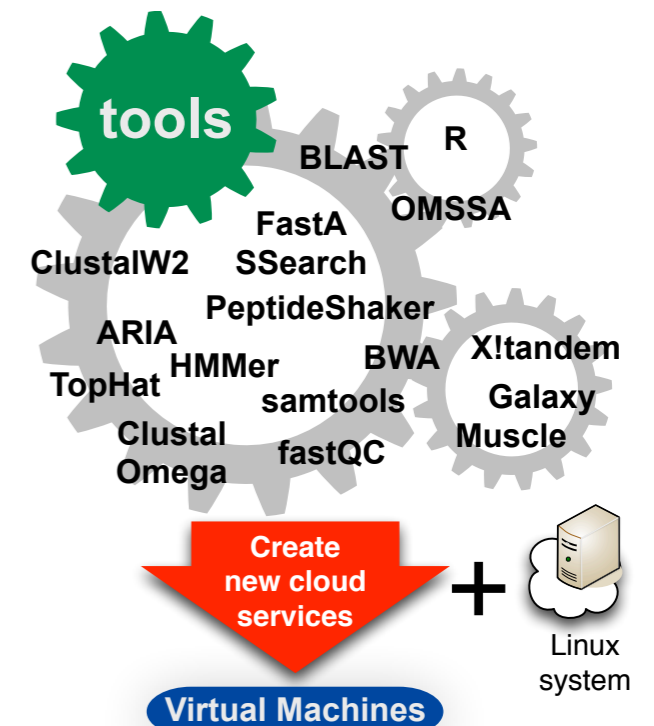 tools
R
BLAST
OMSSA
FastA
SSearch
ClustalW2
PeptideShaker
ARIA
HMMer
BWA
X!tandem
TopHat
samtools
Galaxy
Muscle
Clustal
Omega
fastQC
Create
new cloud
services
+
Linux
system
Virtual Machines